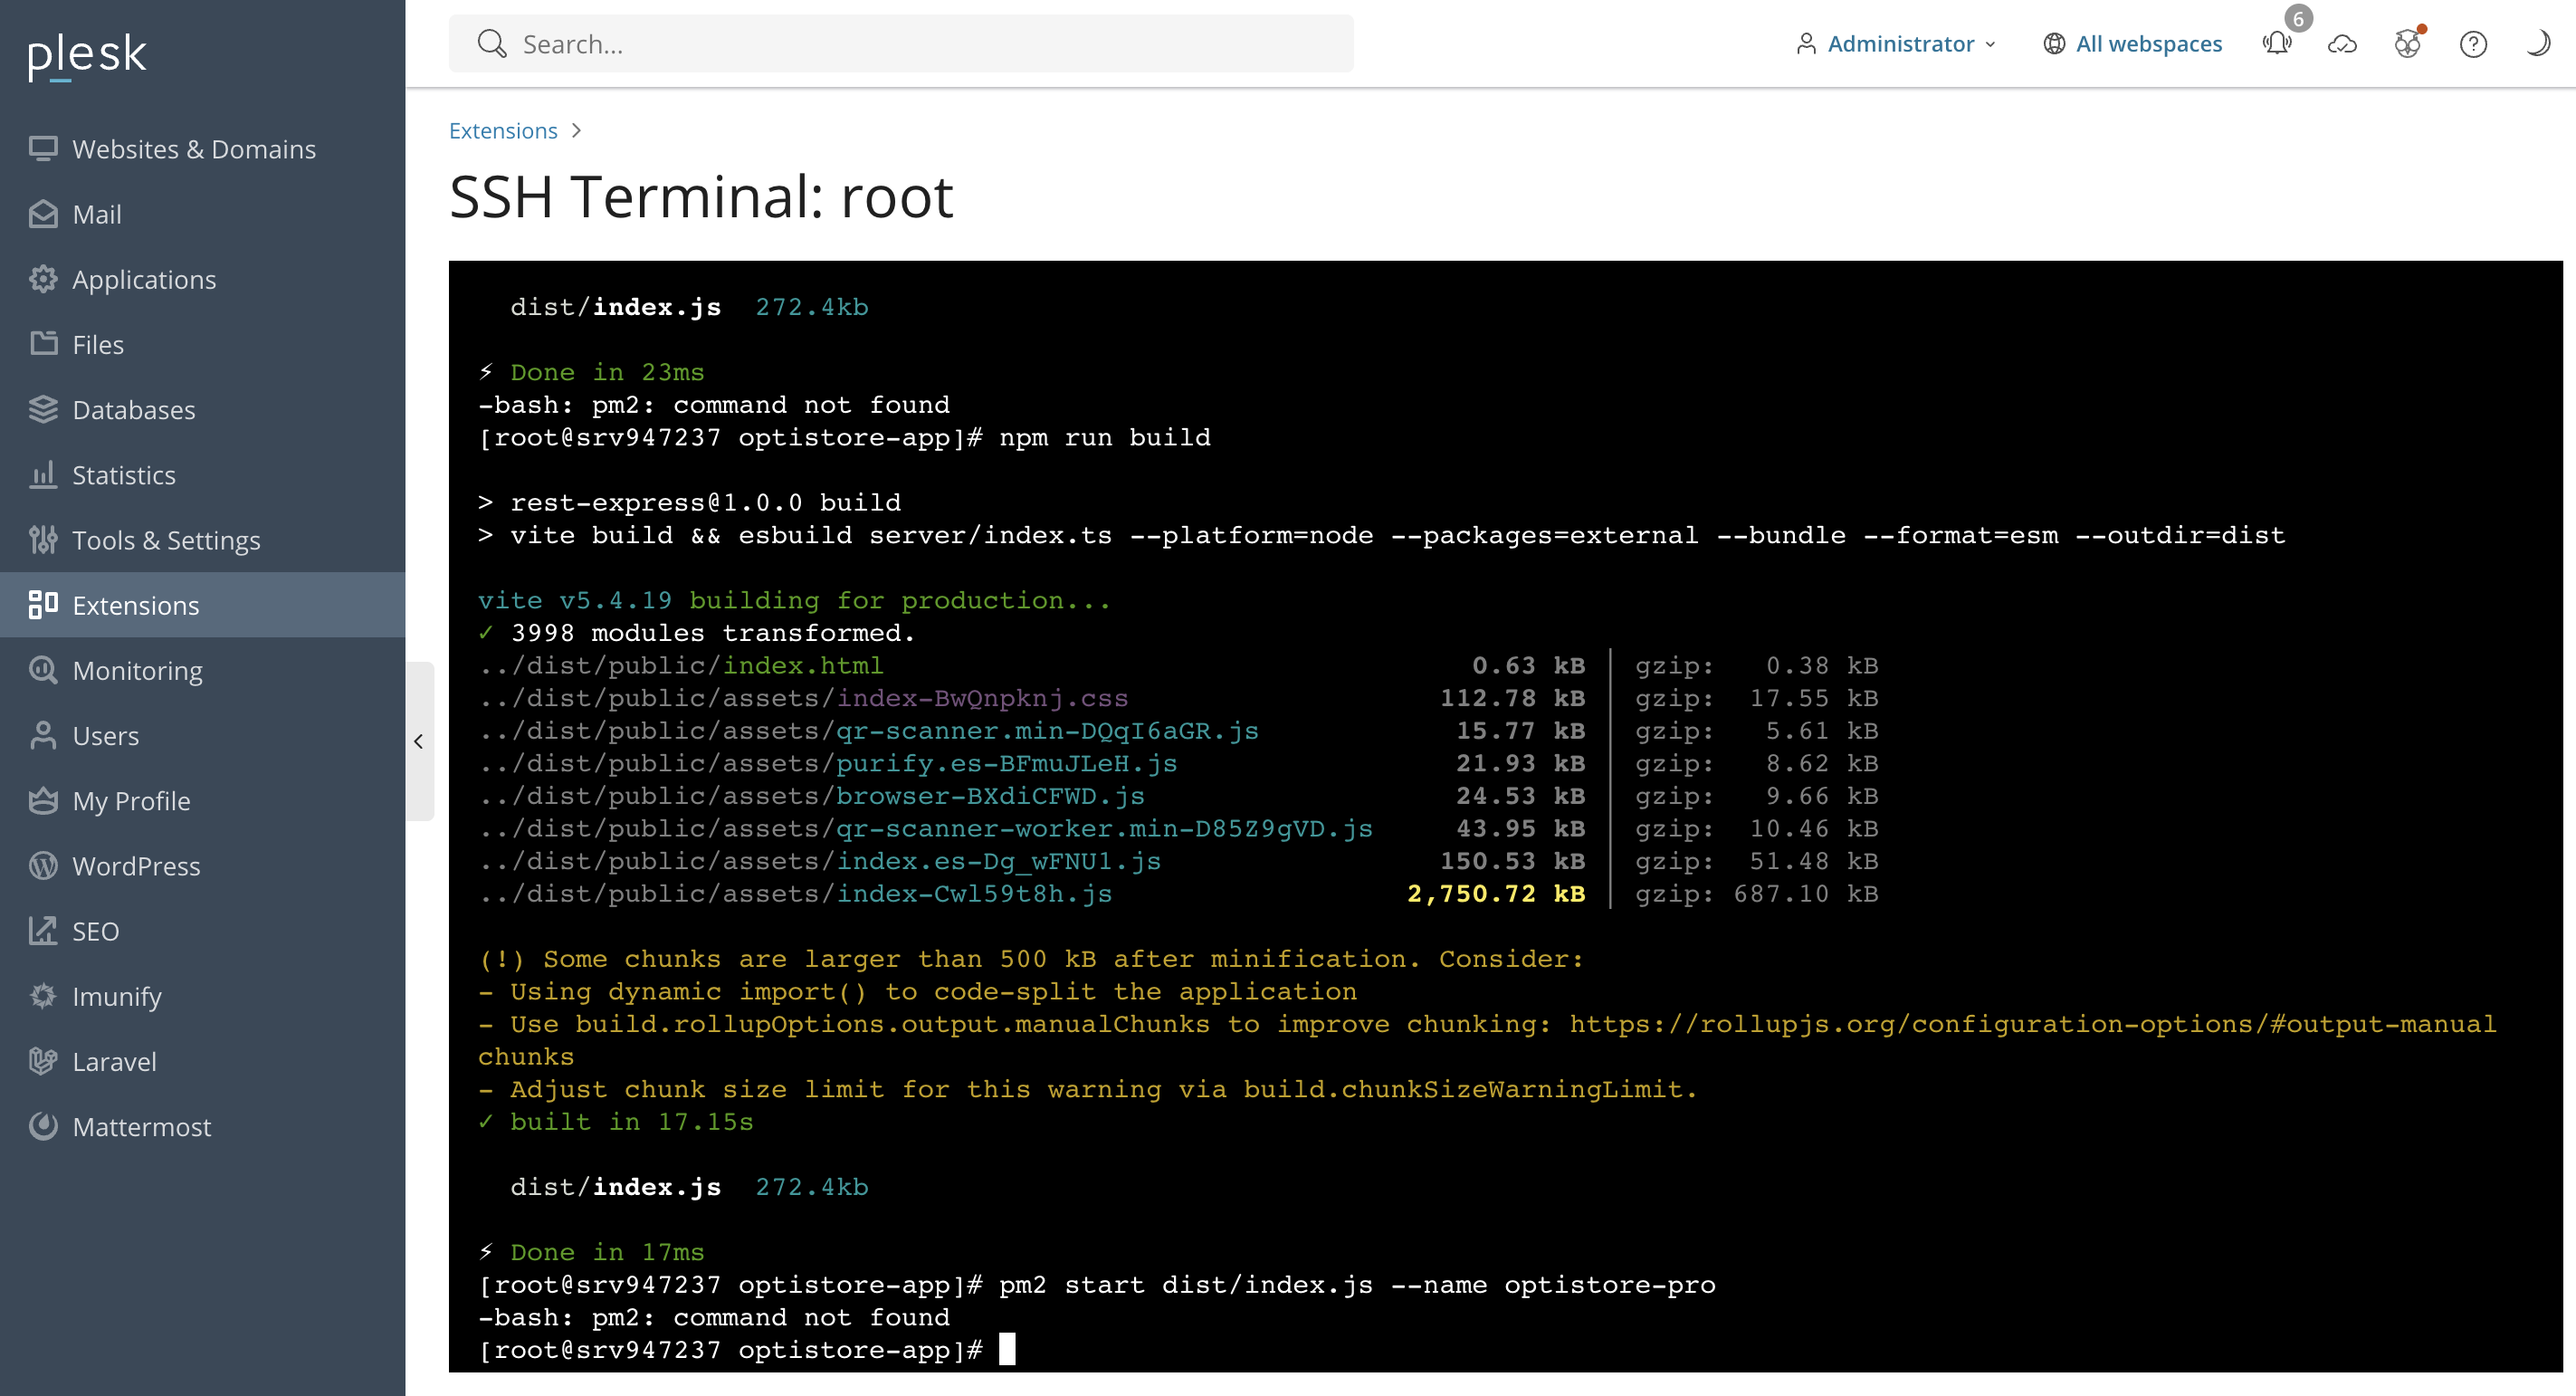 plesk
Search...
Administrator
All webspaces
6
Websites & Domains
Mail
Applications
Files
Databases
Statistics
Tools & Settings
Extensions
Monitoring
Users
My Profile
WordPress
SEO
Imunify
Laravel
Mattermost
Extensions >
SSH Terminal: root
dist/index.js 272.4kb
⚡ Done in 23ms
-bash: pm2: command not found
[root@srv947237 optistore-app]# npm run build
> rest-express@1.0.0 build
> vite build && esbuild server/index.ts --platform=node --packages=external --bundle --format=esm --outdir=dist
vite v5.4.19 building for production...
✓ 3998 modules transformed.
../dist/public/index.html 0.63 kB │ gzip: 0.38 kB
../dist/public/assets/index-BwQnpknj.css 112.78 kB │ gzip: 17.55 kB
../dist/public/assets/qr-scanner.min-DQqI6aGR.js 15.77 kB │ gzip: 5.61 kB
../dist/public/assets/purify.es-BFmuJLeH.js 21.93 kB │ gzip: 8.62 kB
../dist/public/assets/browser-BXdiCFWD.js 24.53 kB │ gzip: 9.66 kB
../dist/public/assets/qr-scanner-worker.min-D85Z9gVD.js 43.95 kB │ gzip: 10.46 kB
../dist/public/assets/index.es-Dg_wFNU1.js 150.53 kB │ gzip: 51.48 kB
../dist/public/assets/index-Cwl59t8h.js 2,750.72 kB │ gzip: 687.10 kB
(!) Some chunks are larger than 500 kB after minification. Consider:
- Using dynamic import() to code-split the application
- Use build.rollupOptions.output.manualChunks to improve chunking: https://rollupjs.org/configuration-options/#output-manual
chunks
- Adjust chunk size limit for this warning via build.chunkSizeWarningLimit.
✓ built in 17.15s
dist/index.js 272.4kb
⚡ Done in 17ms
[root@srv947237 optistore-app]# pm2 start dist/index.js --name optistore-pro
-bash: pm2: command not found
[root@srv947237 optistore-app]#